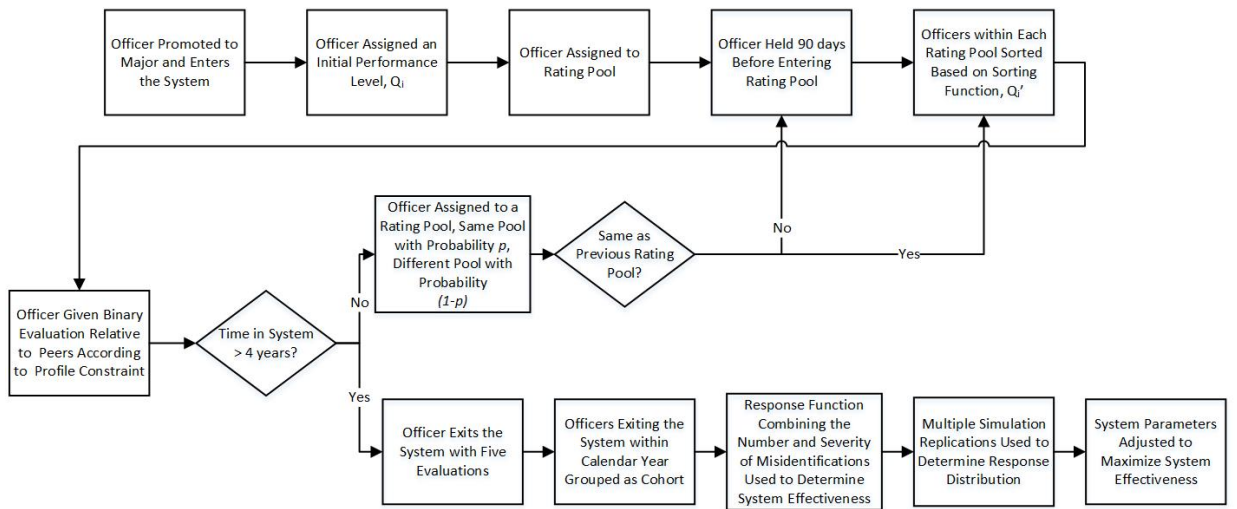 Officer Promoted to
Major and Enters
the System
Officer Assigned an
Initial Performance
Level, Qᵢ
Officer Assigned to
Rating Pool
Officer Held 90 days
Before Entering
Rating Pool
Officers within Each
Rating Pool Sorted
Based on Sorting
Function, Qᵢ’
Officer Assigned to a
Rating Pool, Same Pool
with Probability p,
Different Pool with
Probability
(1-p)
Same as
Previous Rating
Pool?
No
Yes
Officer Given Binary
Evaluation Relative
to Peers According
to Profile Constraint
Time in System
> 4 years?
No
Yes
Officer Exits the
System with Five
Evaluations
Officers Exiting the
System within
Calendar Year
Grouped as Cohort
Response Function
Combining the
Number and Severity
of Misidentifications
Used to Determine
System Effectiveness
Multiple Simulation
Replications Used to
Determine Response
Distribution
System Parameters
Adjusted to
Maximize System
Effectiveness